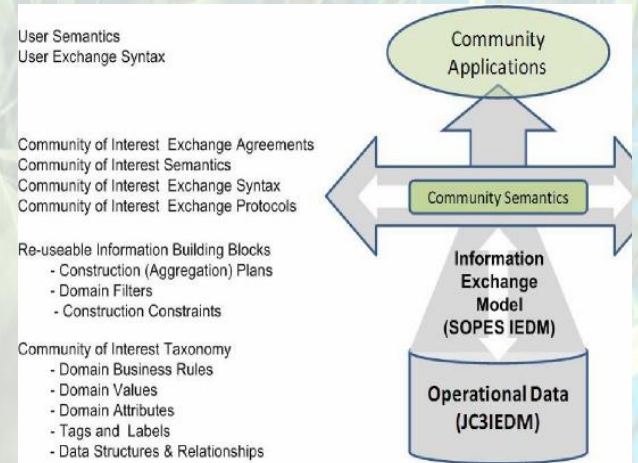 User Semantics
User Exchange Syntax
Community of Interest Exchange Agreements
Community of Interest Semantics
Community of Interest Exchange Syntax
Community of Interest Exchange Protocols
Re-useable Information Building Blocks
- Construction (Aggregation) Plans
- Domain Filters
- Construction Constraints
Community of Interest Taxonomy
- Domain Business Rules
- Domain Values
- Domain Attributes
- Tags and Labels
- Data Structures & Relationships
Community
Applications
Community Semantics
Information
Exchange
Model
(SOPES IEDM)
Operational Data
(JC3IEDM)